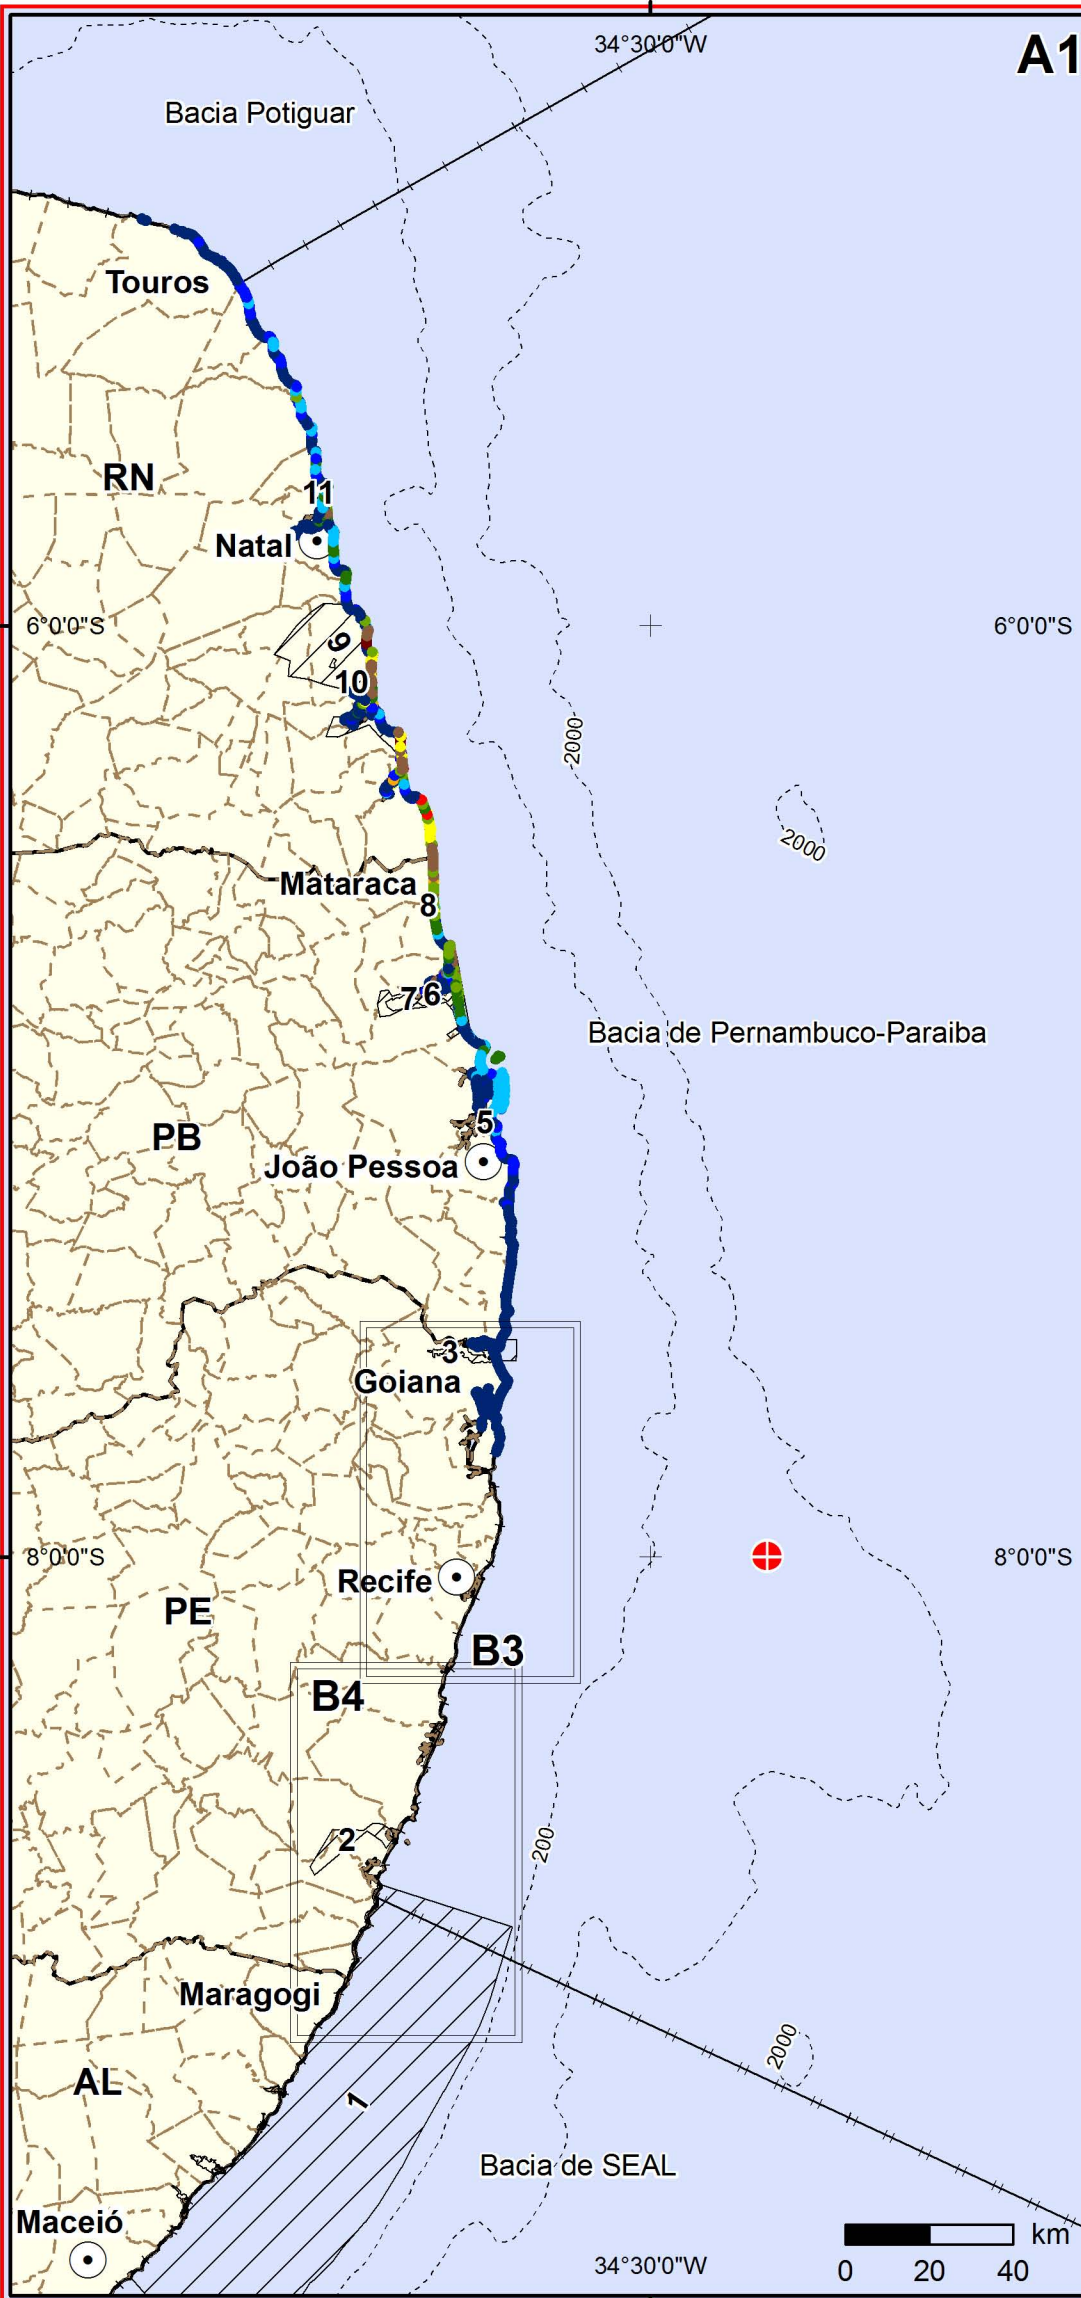 34°30'0"W
A1
Bacia Potiguar
Touros
RN
11
Natal
6°0'0"S
6°0'0"S
9
10
2000
2000
Mataraca
8
7
6
Bacia de Pernambuco-Paraiba
5
PB
João Pessoa
3
Goiana
8°0'0"S
8°0'0"S
Recife
PE
B3
B4
2
200
Maragogi
2000
AL
1
Bacia de SEAL
Maceió
km
34°30'0"W
0 20 40